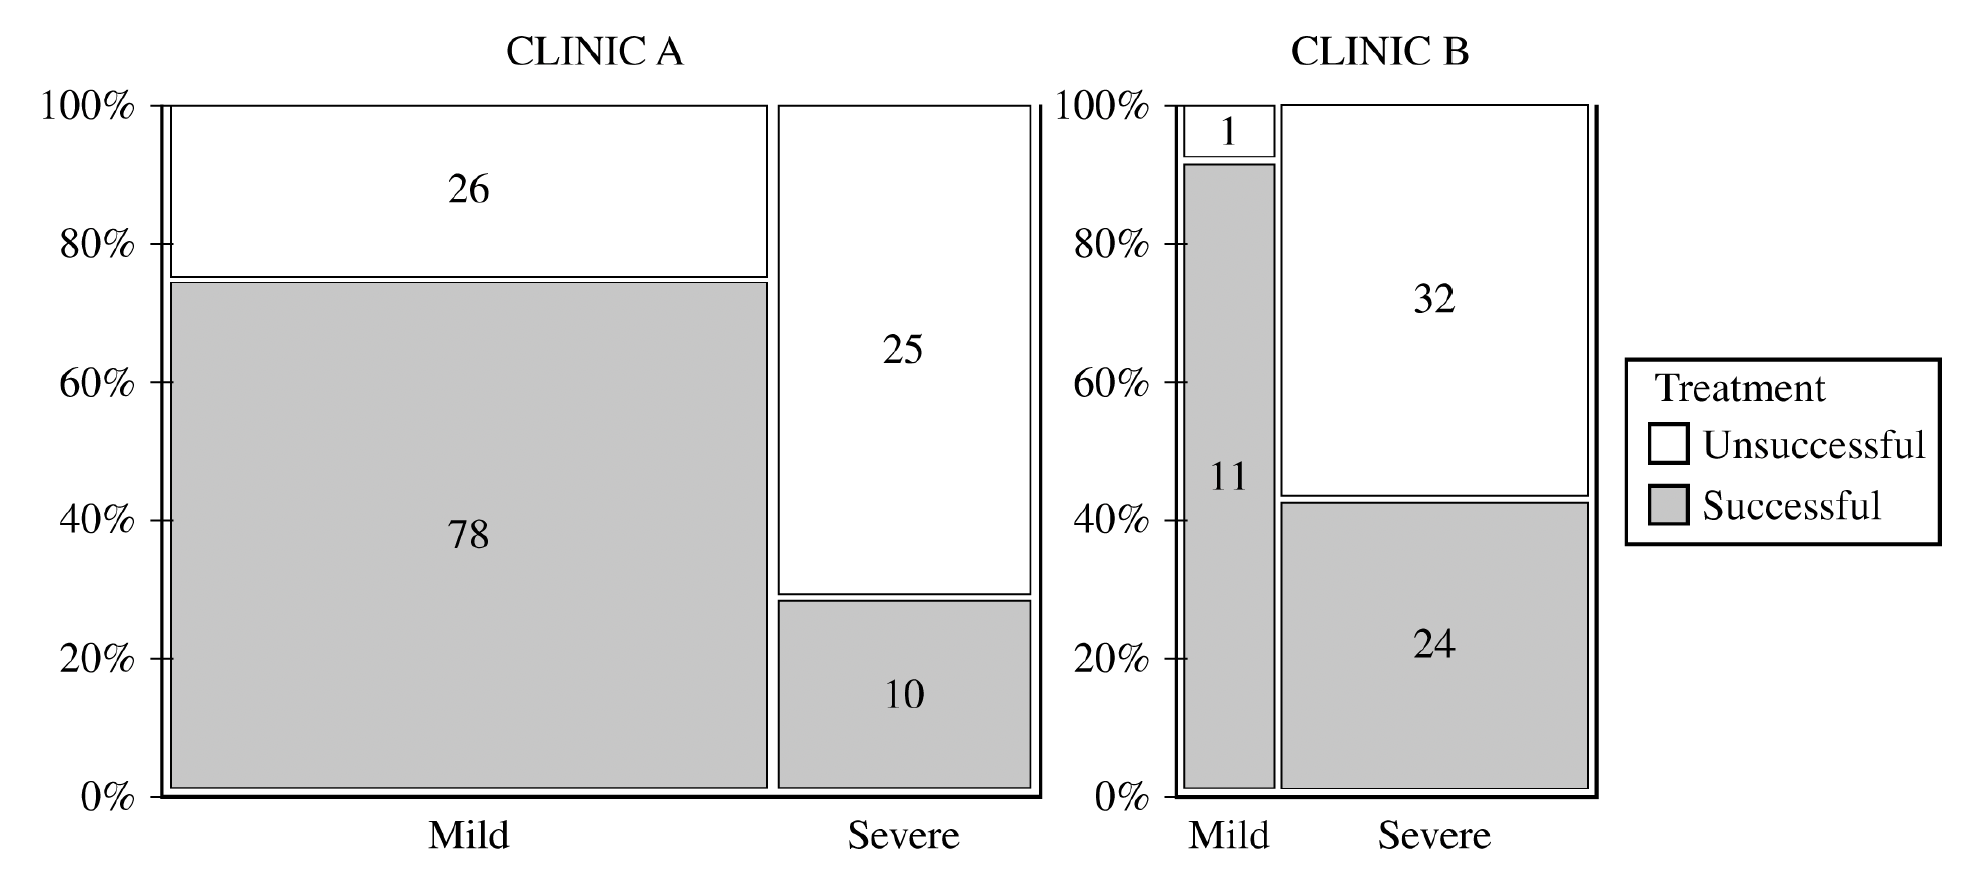 CLINIC A
100%
80%
60%
40%
20%
0%
26
78
25
10
Mild
Severe
CLINIC B
100%
80%
60%
40%
20%
0%
1
11
32
24
Mild
Severe
Treatment
Unsuccessful
Successful